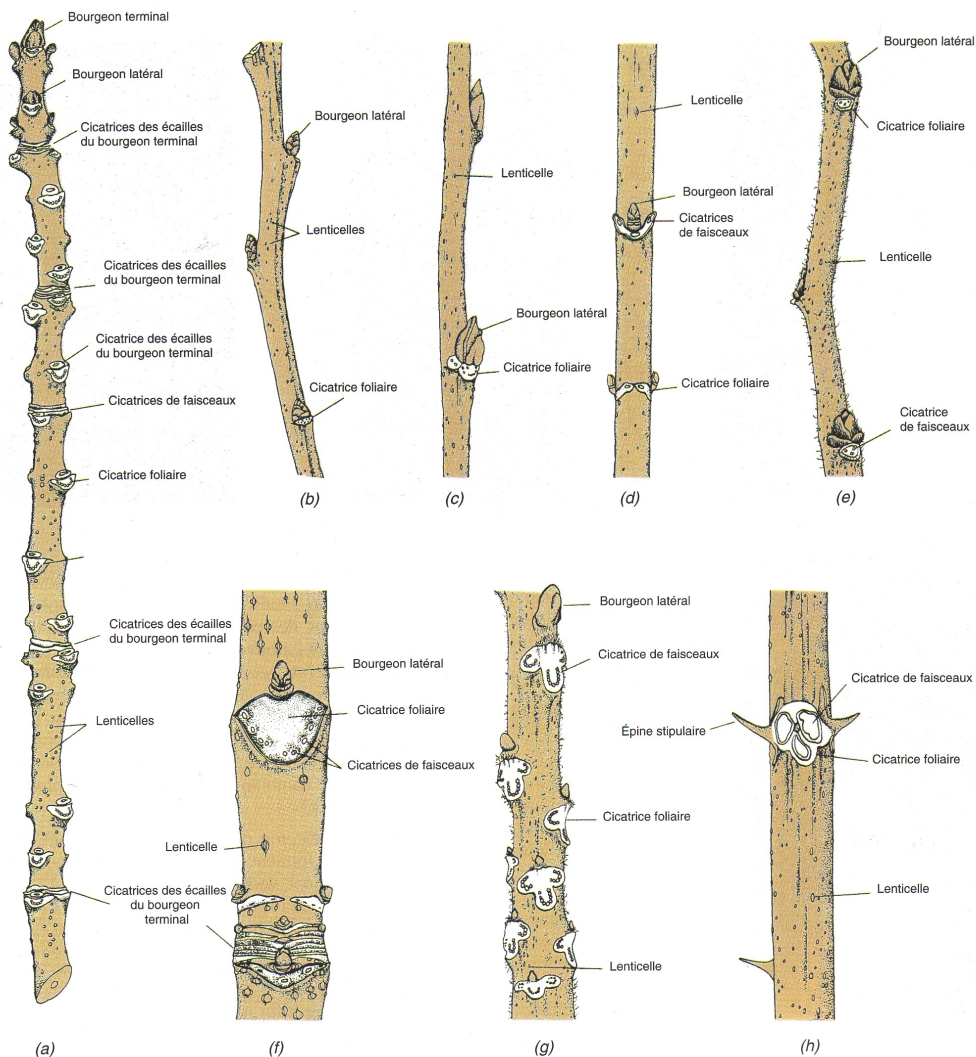 Bourgeon terminal
Bourgeon latéral
Cicatrices des écailles
du bourgeon terminal
Cicatrices des écailles
du bourgeon terminal
Cicatrice des écailles
du bourgeon terminal
Cicatrices de faisceaux
Cicatrice foliaire
Cicatrices des écailles
du bourgeon terminal
Lenticelles
Cicatrices des écailles
du bourgeon
terminal
(a)
Bourgeon latéral
Lenticelles
Cicatrice foliaire
(b)
Lenticelle
Bourgeon latéral
Cicatrice foliaire
(c)
Lenticelle
Bourgeon latéral
Cicatrices
de faisceaux
Cicatrice foliaire
(d)
Bourgeon latéral
Cicatrice foliaire
Lenticelle
Cicatrice
de faisceaux
(e)
Bourgeon latéral
Cicatrice foliaire
Cicatrices de faisceaux
Lenticelle
(f)
Bourgeon latéral
Cicatrice de faisceaux
Cicatrice foliaire
Lenticelle
(g)
Cicatrice de faisceaux
Épine stipulaire
Cicatrice foliaire
Lenticelle
(h)